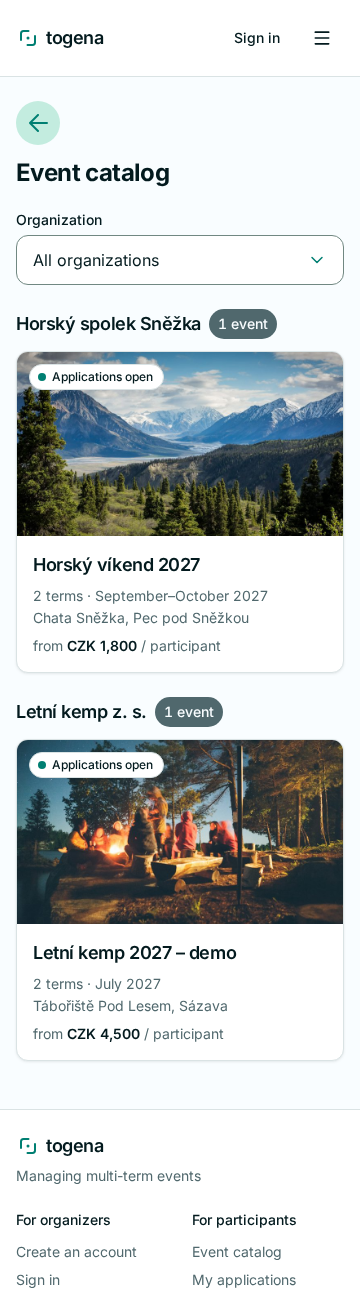 togena
Sign in
Event catalog
Organization
All organizations
Horský spolek Sněžka
1 event
Applications open
Horský víkend 2027
2 terms · September–October 2027
Chata Sněžka, Pec pod Sněžkou
from CZK 1,800 / participant
Letní kemp z. s.
1 event
Applications open
Letní kemp 2027 – demo
2 terms · July 2027
Tábořiště Pod Lesem, Sázava
from CZK 4,500 / participant
togena
Managing multi-term events
For organizers
Create an account
Sign in
For participants
Event catalog
My applications